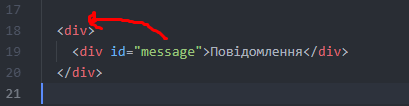 17
18 <div>
19 <div id="message">Повідомлення</div>
20 </div>
21